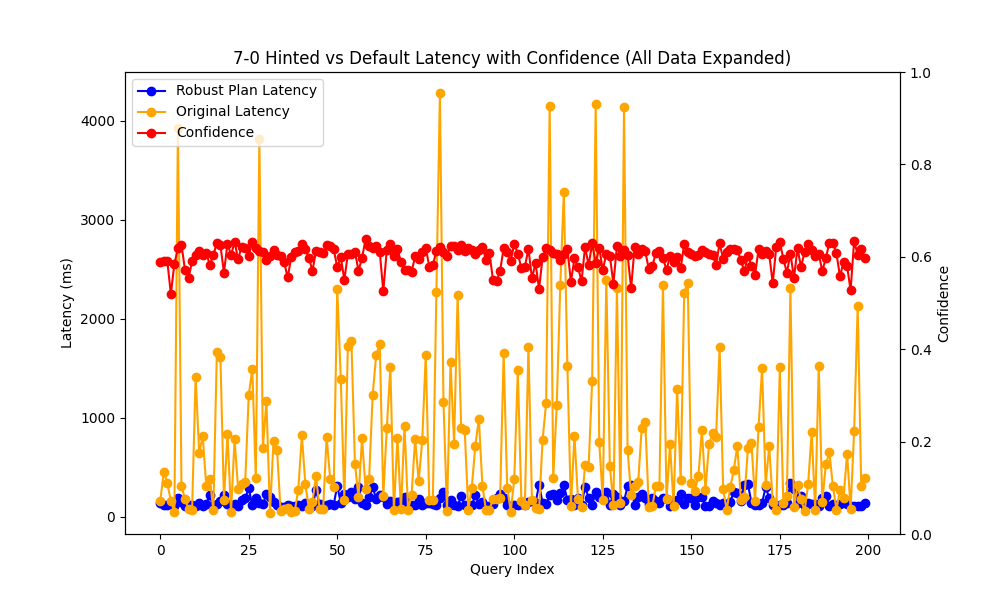 7-0 Hinted vs Default Latency with Confidence (All Data Expanded)
Robust Plan Latency
Original Latency
Confidence
Latency (ms)
4000
3000
2000
1000
0
1.0
0.8
0.6
0.4
0.2
0.0
Confidence
0 25 50 75 100 125 150 175 200
Query Index